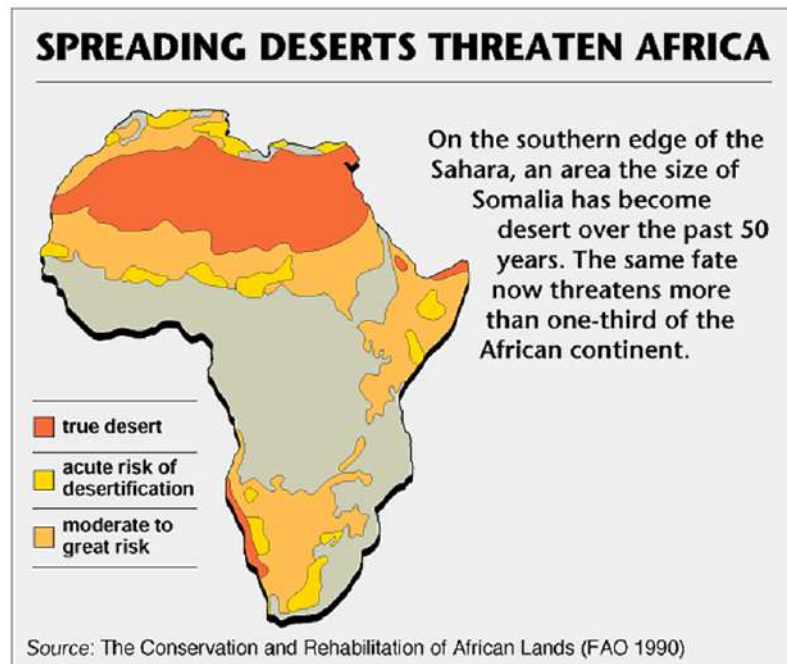 SPREADING DESERTS THREATEN AFRICA
On the southern edge of the
Sahara, an area the size of
Somalia has become
desert over the past 50
years. The same fate
now threatens more
than one-third of the
African continent.
true desert
acute risk of
desertification
moderate to
great risk
Source: The Conservation and Rehabilitation of African Lands (FAO 1990)